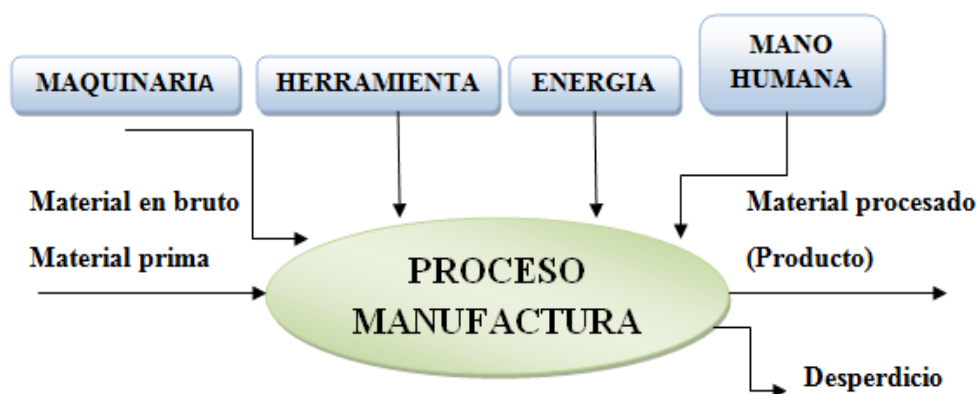 MAQUINARIA
HERRAMIENTA
ENERGIA
MANO
HUMANA
Material en bruto
Material prima
PROCESO
MANUFACTURA
Material procesado
(Producto)
Desperdicio